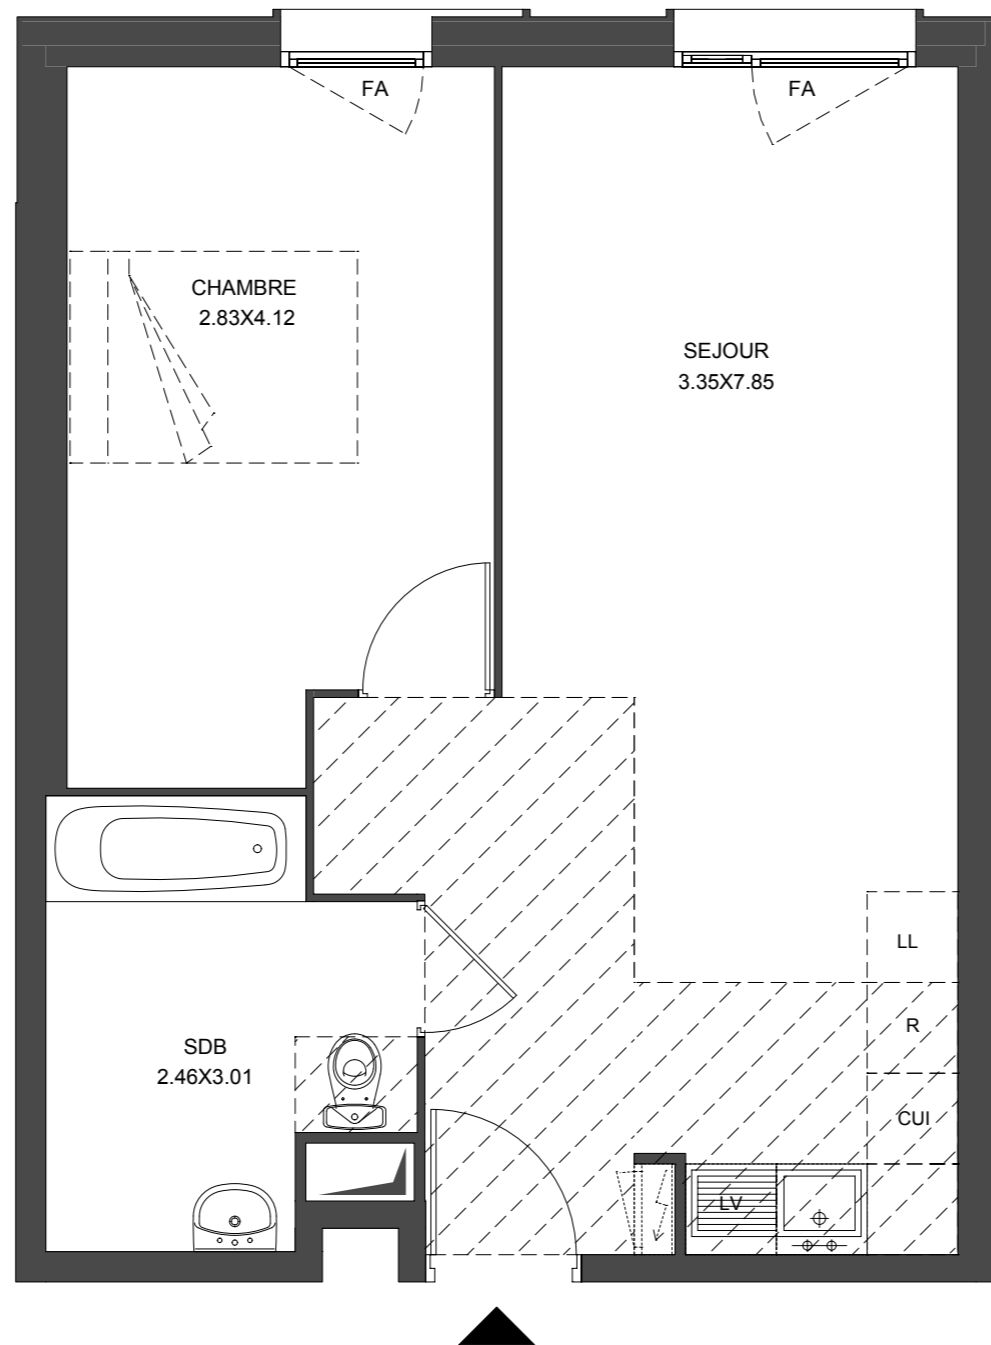 FA
FA
CHAMBRE
2.83X4.12
SEJOUR
3.35X7.85
LL
R
SDB
2.46X3.01
CUI
LV